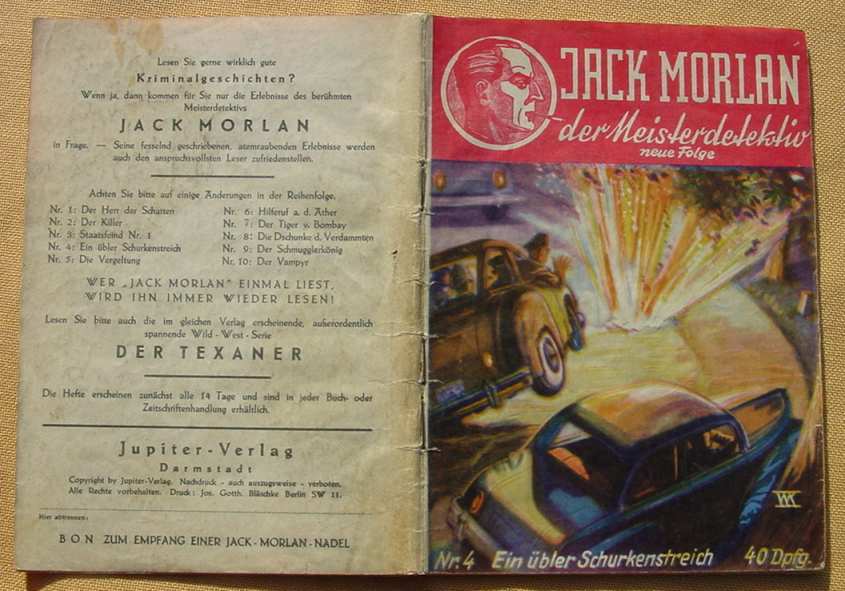 Lesen Sie gerne wirklich gute
Kriminalgeschichten?
Wenn ja, dann kommen für Sie nur die Erlebnisse des berühmten
Meisterdetektivs
JACK MORLAN
in Frage. — Seine fesselnd geschriebenen, atemraubenden Erlebnisse werden
auch den anspruchsvollsten Leser zufriedenstellen.
Achten Sie bitte auf einige Änderungen in der Reihenfolge.
Nr. 1: Der Herr der Schatten
Nr. 2: Der Killer
Nr. 3: Staatsfeind Nr. 1
Nr. 4: Ein übler Schurkenstreich
Nr. 5: Die Vergeltung
Nr. 6: Hilferuf a. d. Äther
Nr. 7: Der Tiger v. Bombay
Nr. 8: Die Dschunke d. Verdammten
Nr. 9: Der Schmugglerkönig
Nr. 10: Der Vampyr
WER „JACK MORLAN" EINMAL LIEST,
WIRD IHN IMMER WIEDER LESEN!
Lesen Sie bitte auch die im gleichen Verlag erscheinende, außerordentlich
spannende Wild-West-Serie
DER TEXANER
Die Hefte erscheinen zunächst alle 14 Tage und sind in jeder Buch- oder
Zeitschriftenhandlung erhältlich.
Jupiter-Verlag
Darmstadt
Copyright by Jupiter-Verlag. Nachdruck - auch auszugsweise - verboten.
Alle Rechte vorbehalten. Druck: Jos. Gotth. Bläschke Berlin SW 11.
Hier abtrennen:
BON ZUM EMPFANG EINER JACK-MORLAN-NADEL
JACK MORLAN
der Meisterdetektiv
neue Folge
Nr. 4 Ein übler Schurkenstreich 40 Dpfg.